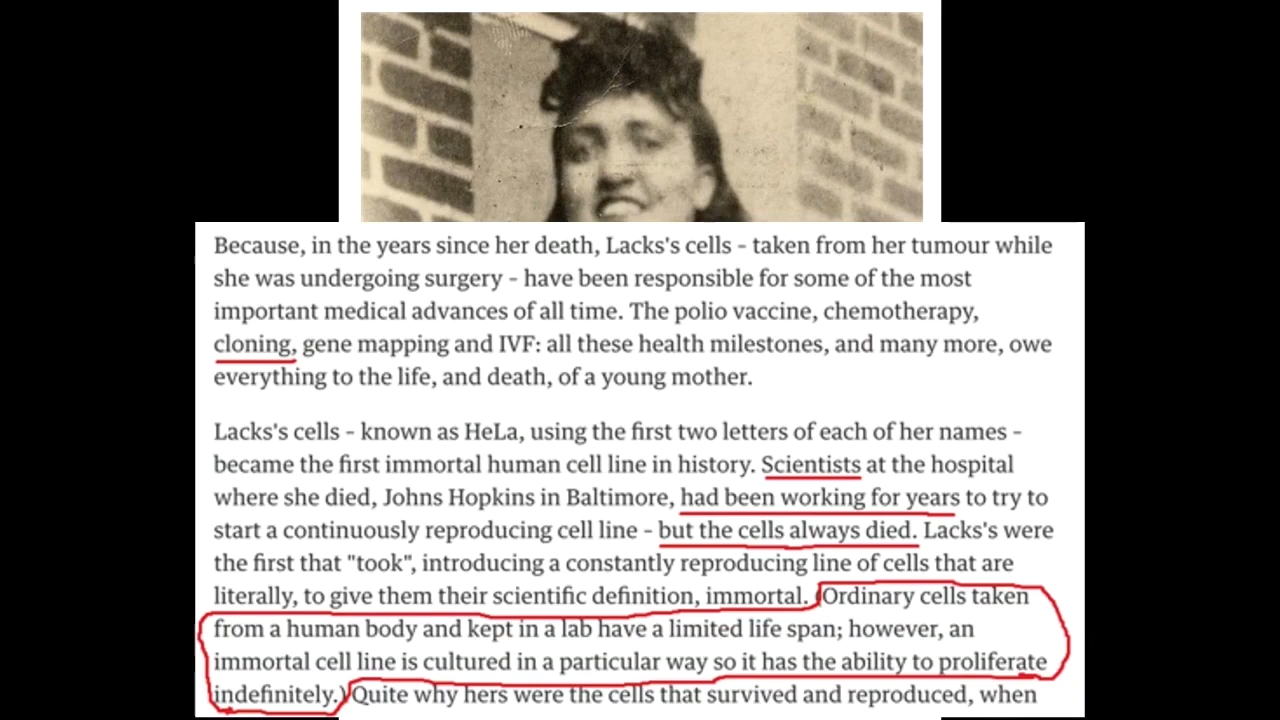 Because, in the years since her death, Lacks's cells - taken from her tumour while
she was undergoing surgery - have been responsible for some of the most
important medical advances of all time. The polio vaccine, chemotherapy,
cloning, gene mapping and IVF: all these health milestones, and many more, owe
everything to the life, and death, of a young mother.
Lacks's cells - known as HeLa, using the first two letters of each of her names -
became the first immortal human cell line in history. Scientists at the hospital
where she died, Johns Hopkins in Baltimore, had been working for years to try to
start a continuously reproducing cell line - but the cells always died. Lacks's were
the first that "took", introducing a constantly reproducing line of cells that are
literally, to give them their scientific definition, immortal. (Ordinary cells taken
from a human body and kept in a lab have a limited life span; however, an
immortal cell line is cultured in a particular way so it has the ability to proliferate
indefinitely.) Quite why hers were the cells that survived and reproduced, when